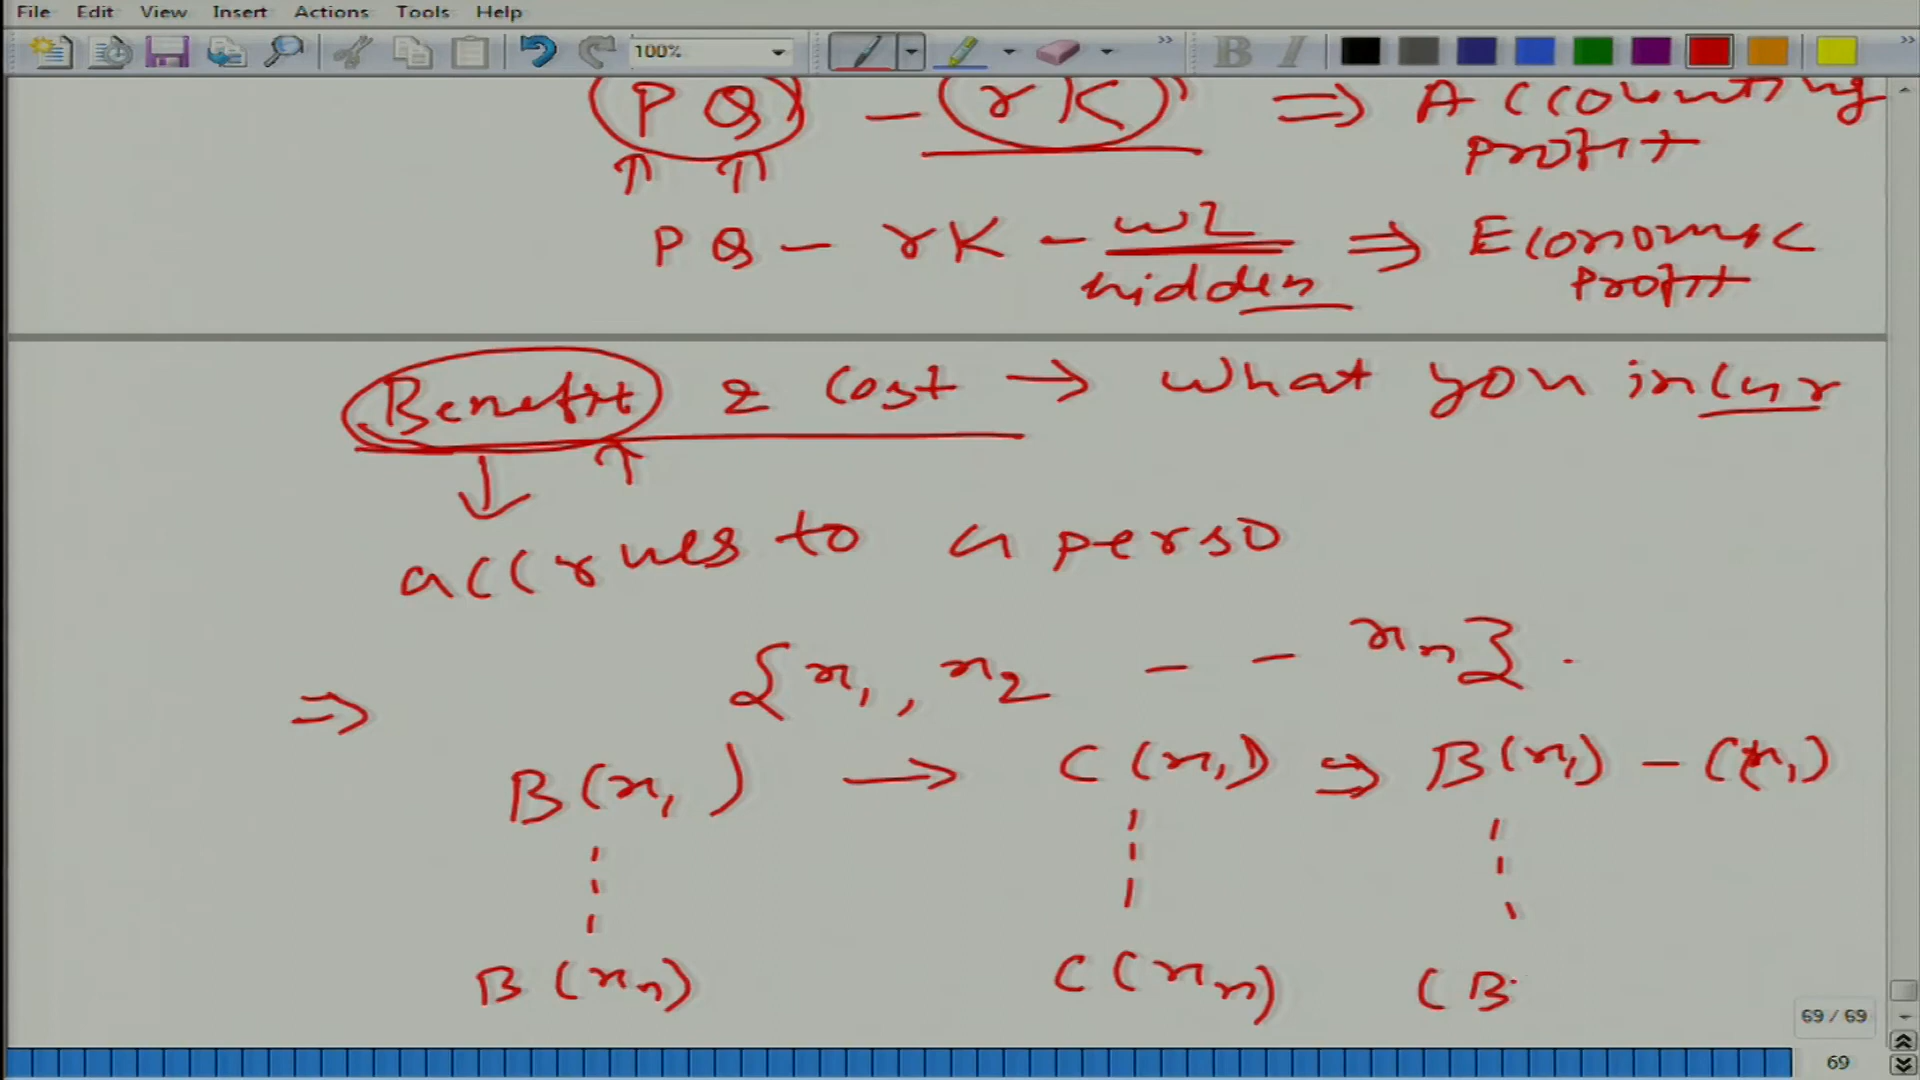 File Edit View Insert Actions Tools Help
100%
PQ - (rK) ⇒ Accounting
Profit
PQ - rK - wL ⇒ Economic
hidden Profit
Benefit & Cost → What you incur
accrues to a perso
⇒ {x₁, x₂ - - xₙ}.
B(x₁) → C(x₁) ⇒ B(x₁) - C(x₁)
B(xₙ) C(xₙ) (B
69 / 69
69